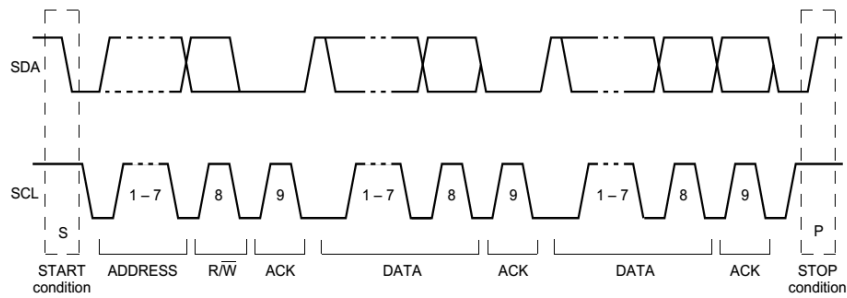 SDA
SCL
1 – 7
8
9
1 – 7
8
9
1 – 7
8
9
S
P
START
condition
ADDRESS
R/W̅
ACK
DATA
ACK
DATA
ACK
STOP
condition